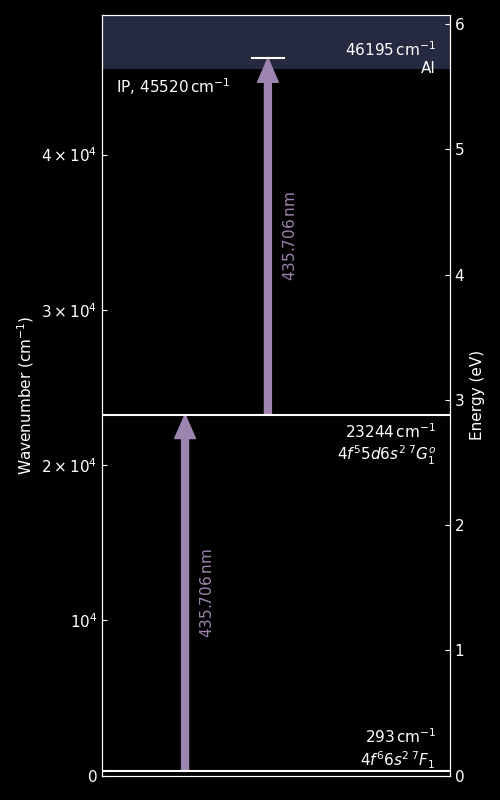 46195 cm⁻¹
AI
IP, 45520 cm⁻¹
435.706 nm
23244 cm⁻¹
4f⁵5d6s² ⁷G₁ᵒ
435.706 nm
293 cm⁻¹
4f⁶6s² ⁷F₁
Wavenumber (cm⁻¹)
4 × 10⁴
3 × 10⁴
2 × 10⁴
10⁴
0
Energy (eV)
6
5
4
3
2
1
0